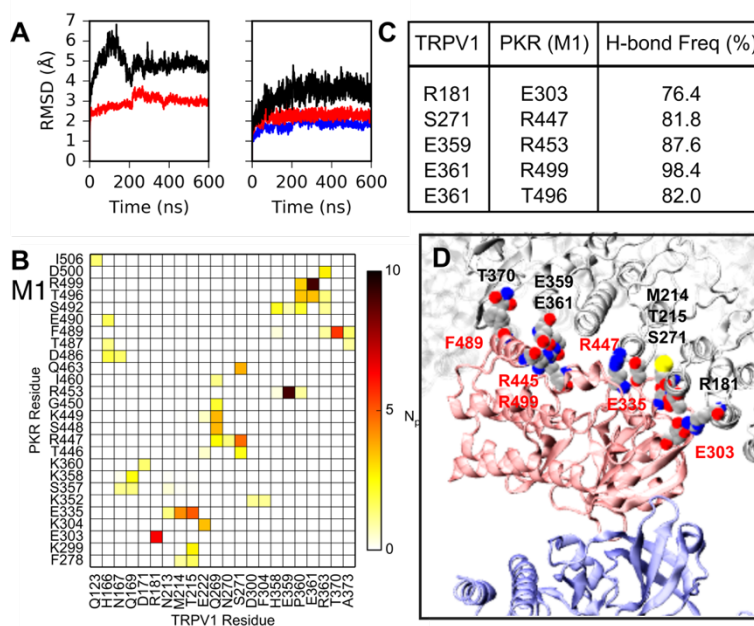 A
RMSD (Å)
7
6
5
4
3
2
1
0
0 200 400 600
Time (ns)
0 200 400 600
Time (ns)
C
TRPV1 PKR (M1) H-bond Freq (%)
R181 E303 76.4
S271 R447 81.8
E359 R453 87.6
E361 R499 98.4
E361 T496 82.0
B
M1
PKR Residue
I506
D500
R499
T496
S492
E490
F489
T487
D486
Q463
I460
R453
G450
K449
S448
R447
T446
K360
K358
S357
K352
E335
K304
E303
K299
F278
Q123 H166 N167 Q169 D171 R181 N213 M214 T215 E222 Q269 N270 S271 D300 F304 H358 E359 P360 E361 R363 T370 A373
TRPV1 Residue
10
5
0
D
T370
E359
E361
M214
T215
S271
F489
R447
R181
R445
R499
E335
E303